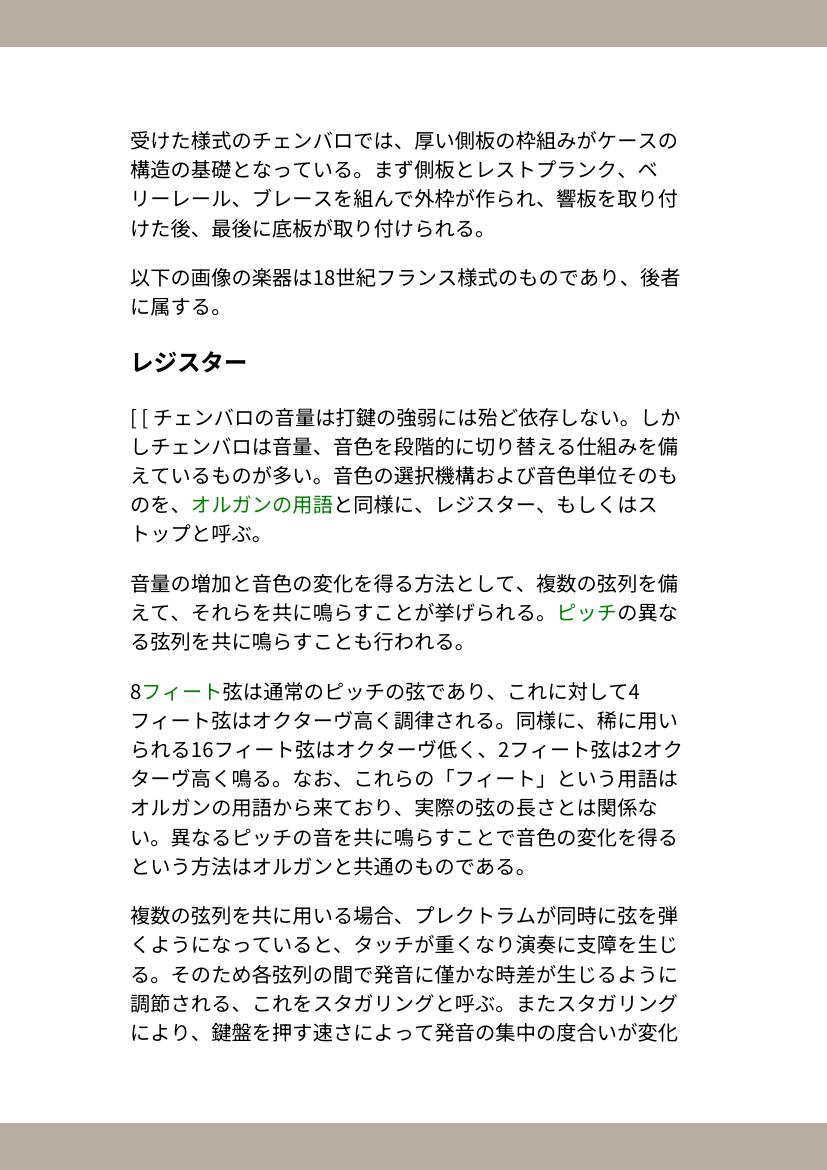 受けた様式のチェンバロでは、厚い側板の枠組みがケースの
構造の基礎となっている。まず側板とレストプランク、ベ
リーレール、ブレースを組んで外枠が作られ、響板を取り付
けた後、最後に底板が取り付けられる。
以下の画像の楽器は18世紀フランス様式のものであり、後者
に属する。
レジスター
[ [ チェンバロの音量は打鍵の強弱には殆ど依存しない。しか
しチェンバロは音量、音色を段階的に切り替える仕組みを備
えているものが多い。音色の選択機構および音色単位そのも
のを、オルガンの用語と同様に、レジスター、もしくはス
トップと呼ぶ。
音量の増加と音色の変化を得る方法として、複数の弦列を備
えて、それらを共に鳴らすことが挙げられる。ピッチの異な
る弦列を共に鳴らすことも行われる。
8フィート弦は通常のピッチの弦であり、これに対して4
フィート弦はオクターヴ高く調律される。同様に、稀に用い
られる16フィート弦はオクターヴ低く、2フィート弦は2オク
ターヴ高く鳴る。なお、これらの「フィート」という用語は
オルガンの用語から来ており、実際の弦の長さとは関係な
い。異なるピッチの音を共に鳴らすことで音色の変化を得る
という方法はオルガンと共通のものである。
複数の弦列を共に用いる場合、プレクトラムが同時に弦を弾
くようになっていると、タッチが重くなり演奏に支障を生じ
る。そのため各弦列の間で発音に僅かな時差が生じるように
調節される、これをスタガリングと呼ぶ。またスタガリング
により、鍵盤を押す速さによって発音の集中の度合いが変化